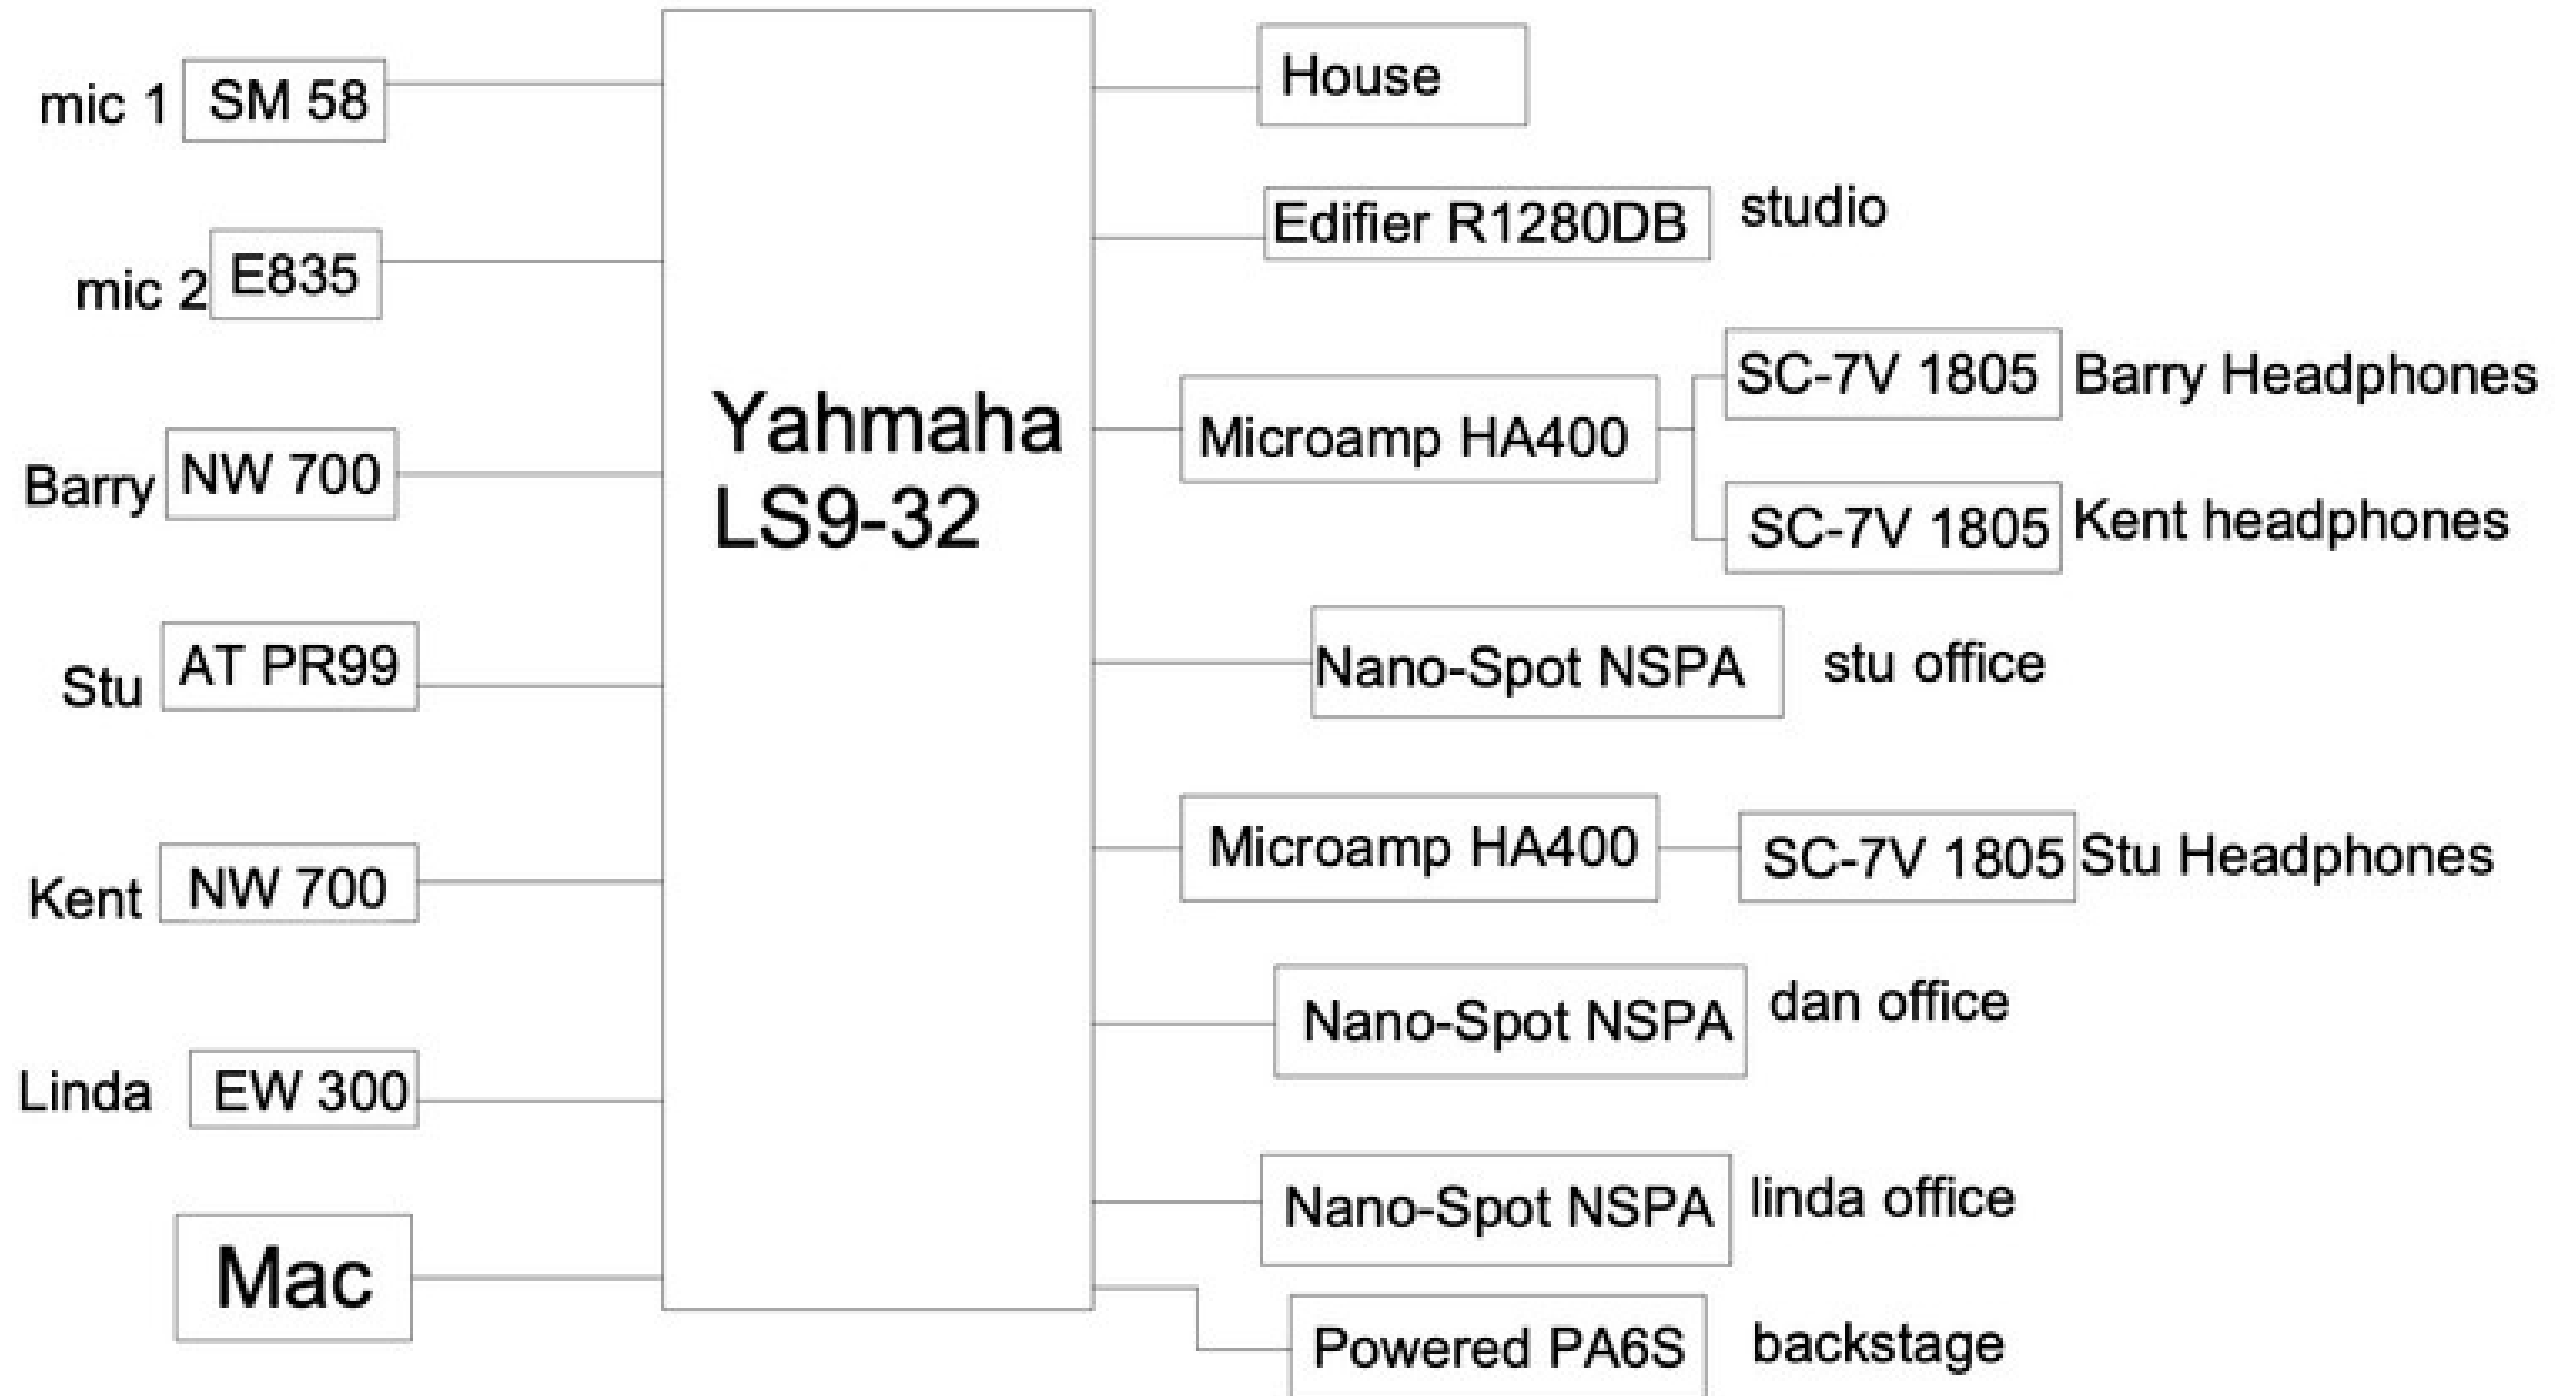 mic 1
SM 58
mic 2
E835
Barry
NW 700
Stu
AT PR99
Kent
NW 700
Linda
EW 300
Mac
Yahmaha
LS9-32
House
Edifier R1280DB
studio
Microamp HA400
SC-7V 1805
Barry Headphones
SC-7V 1805
Kent headphones
Nano-Spot NSPA
stu office
Microamp HA400
SC-7V 1805
Stu Headphones
Nano-Spot NSPA
dan office
Nano-Spot NSPA
linda office
Powered PA6S
backstage